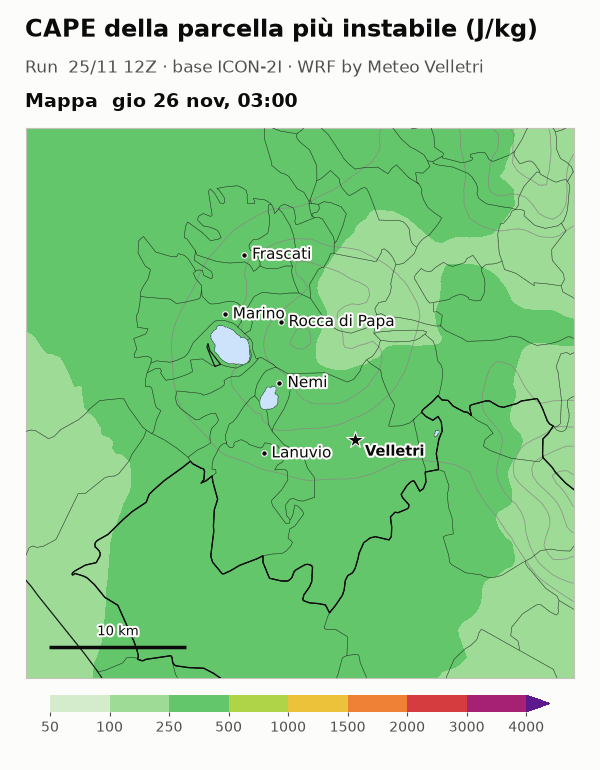 CAPE della parcella più instabile (J/kg)
Run  25/11 12Z · base ICON-2I · WRF by Meteo Velletri
Mappa  gio 26 nov, 03:00
Frascati
Marino
Rocca di Papa
Nemi
Velletri
Lanuvio
10 km
50 100 250 500 1000 1500 2000 3000 4000